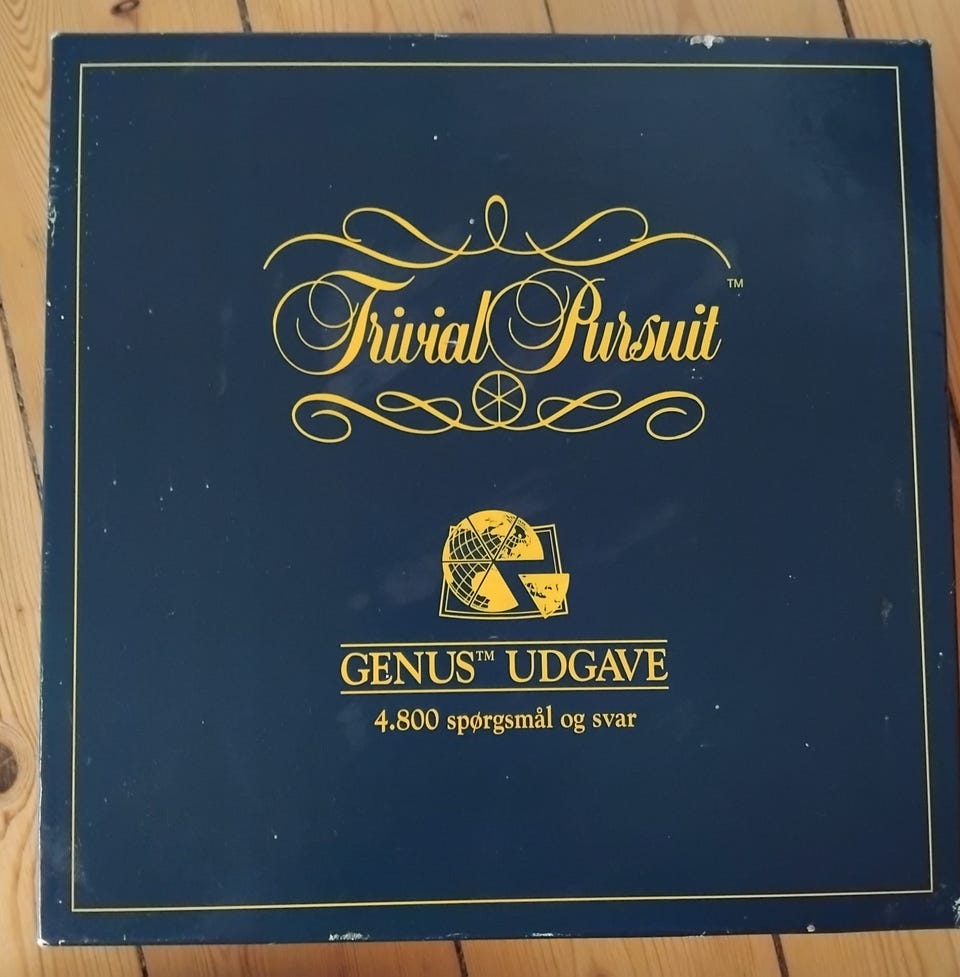 Trivial Pursuit™
GENUS™ UDGAVE
4.800 spørgsmål og svar